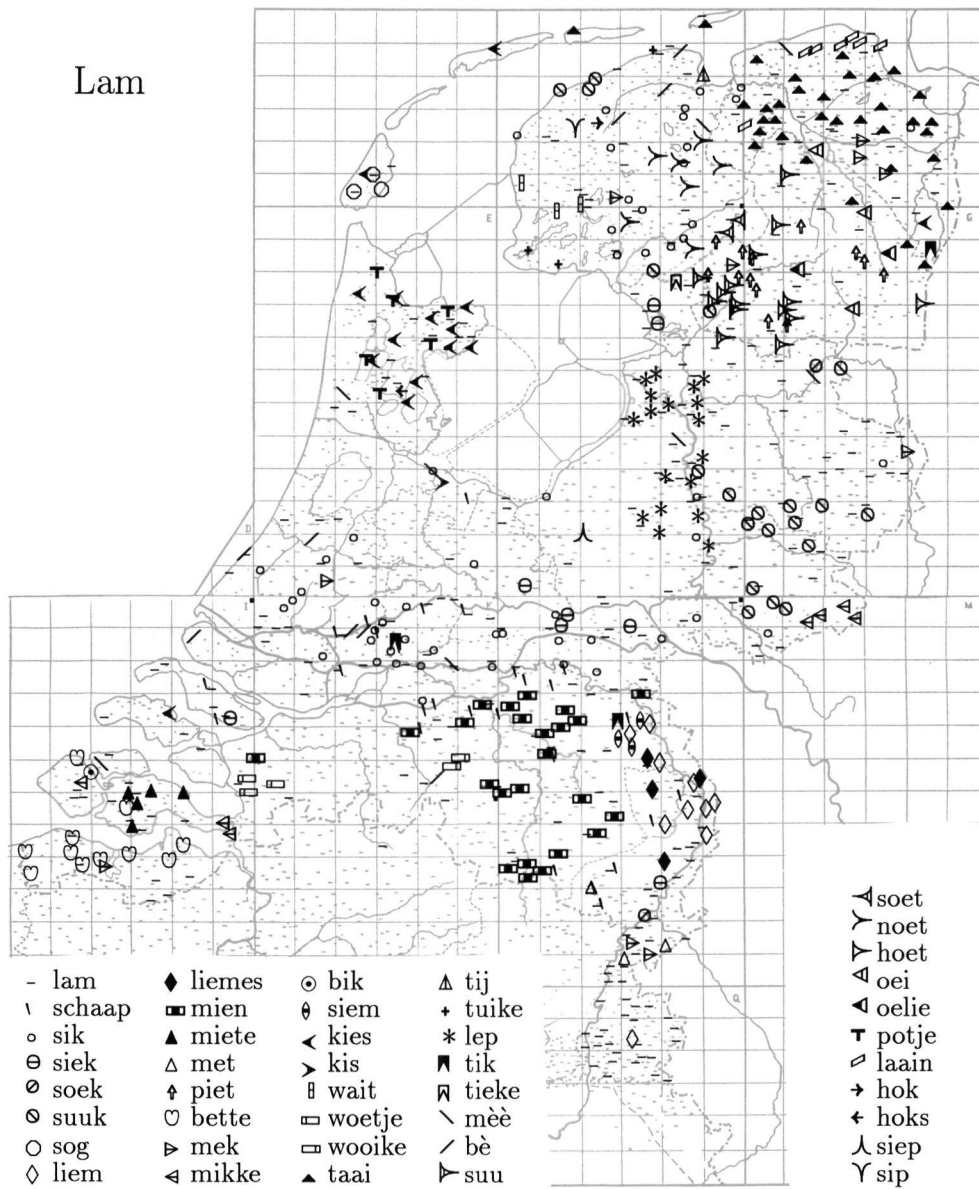 Lam
E
G
D
I
M
Q
lam
schaap
sik
siek
soek
suuk
sog
liem
liemes
mien
miete
met
piet
bette
mek
mikke
bik
siem
kies
kis
wait
woetje
wooike
taai
tij
tuike
lep
tik
tieke
mèè
bè
suu
soet
noet
hoet
oei
oelie
potje
laain
hok
hoks
siep
sip